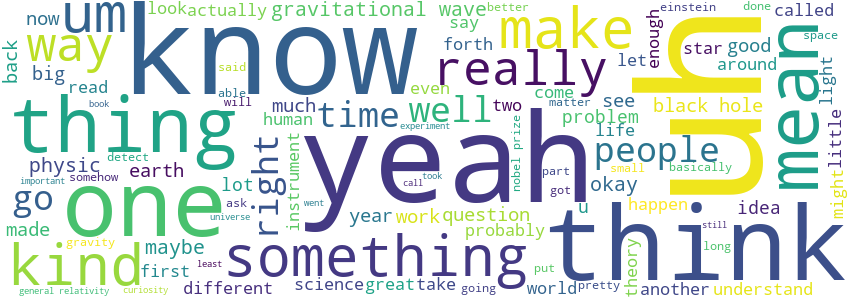 now um know look actually gravitational wave better einstein done
way say make called space
back forth enough star good around
big said really let light
read able
book will much time well two come even matter see black hole uh mean
thing human experiment problem life people
physic detect right yeah nobel prize basically little
important somehow earth instrument call took part small might
go one lot ask okay
made year went got u happen idea
gravity universe work question probably still
kind maybe something theory think long
first least science great take put world another understand
general relativity curiosity different going pretty